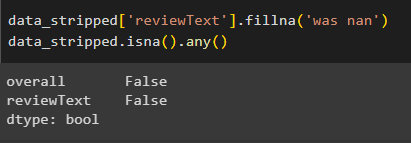 data_stripped['reviewText'].fillna('was nan')
data_stripped.isna().any()
overall       False
reviewText    False
dtype: bool